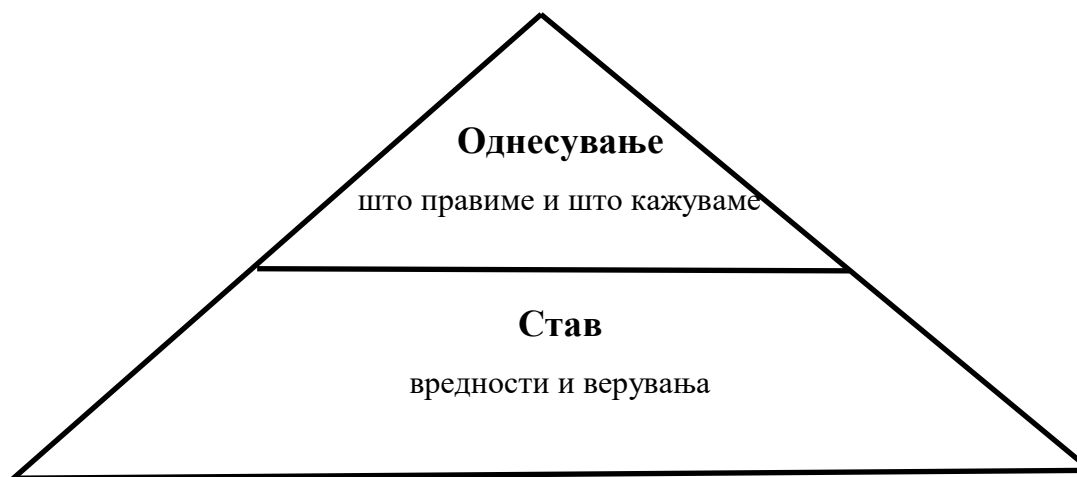 Однесување
што правиме и што кажуваме
Став
вредности и верувања